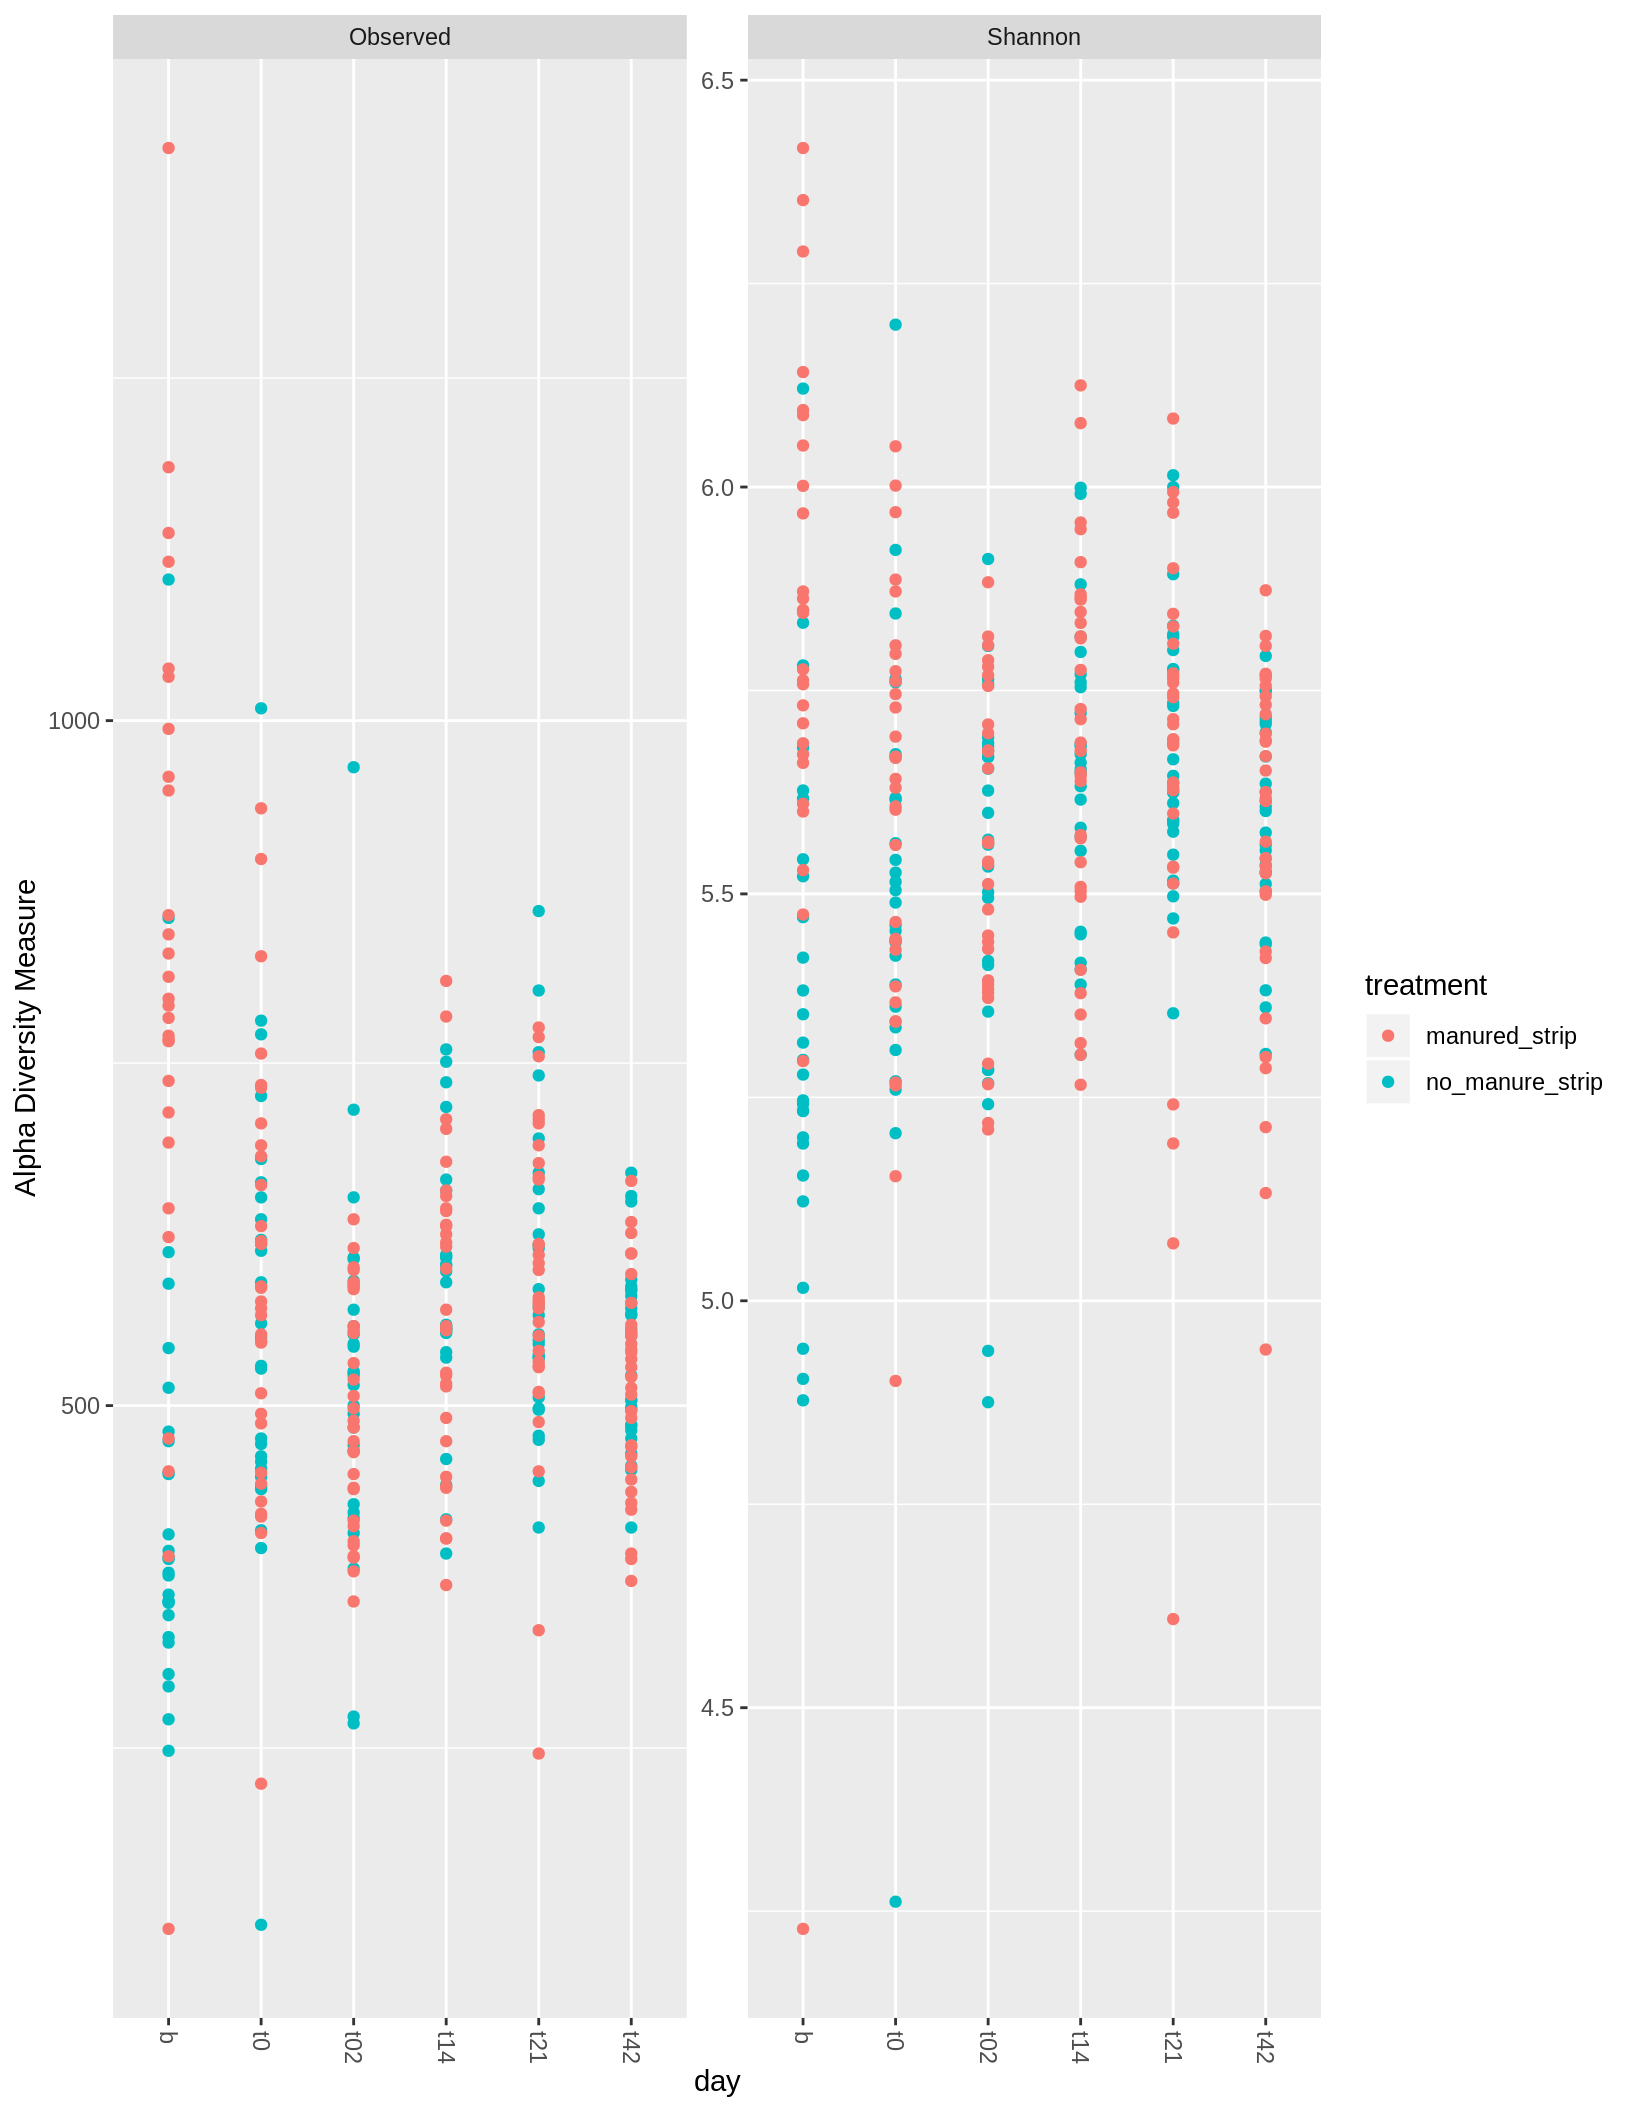 Observed
Shannon
Alpha Diversity Measure
1000
500
6.5
6.0
5.5
5.0
4.5
b
t0
t02
t14
t21
t42
b
t0
t02
t14
t21
t42
day
treatment
manured_strip
no_manure_strip